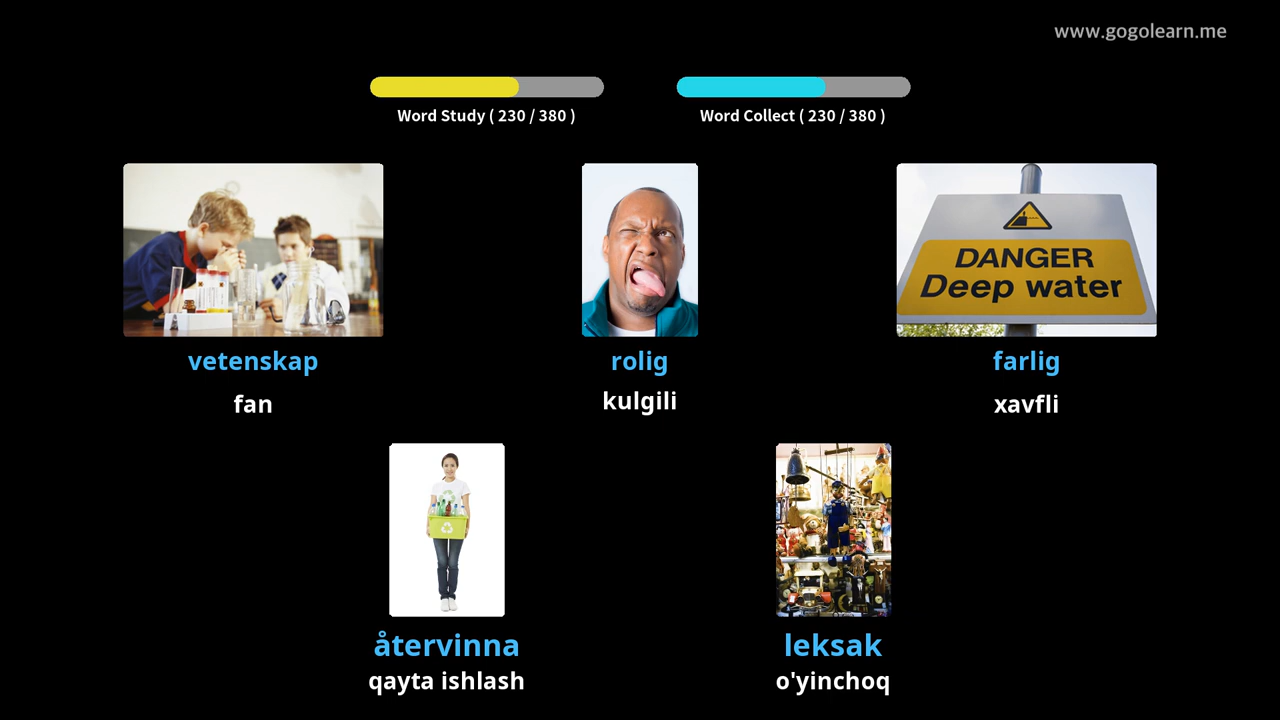 www.gogolearn.me
Word Study ( 230 / 380 )
Word Collect ( 230 / 380 )
DANGER
Deep water
vetenskap
rolig
farlig
fan
kulgili
xavfli
återvinna
leksak
qayta ishlash
o'yinchoq